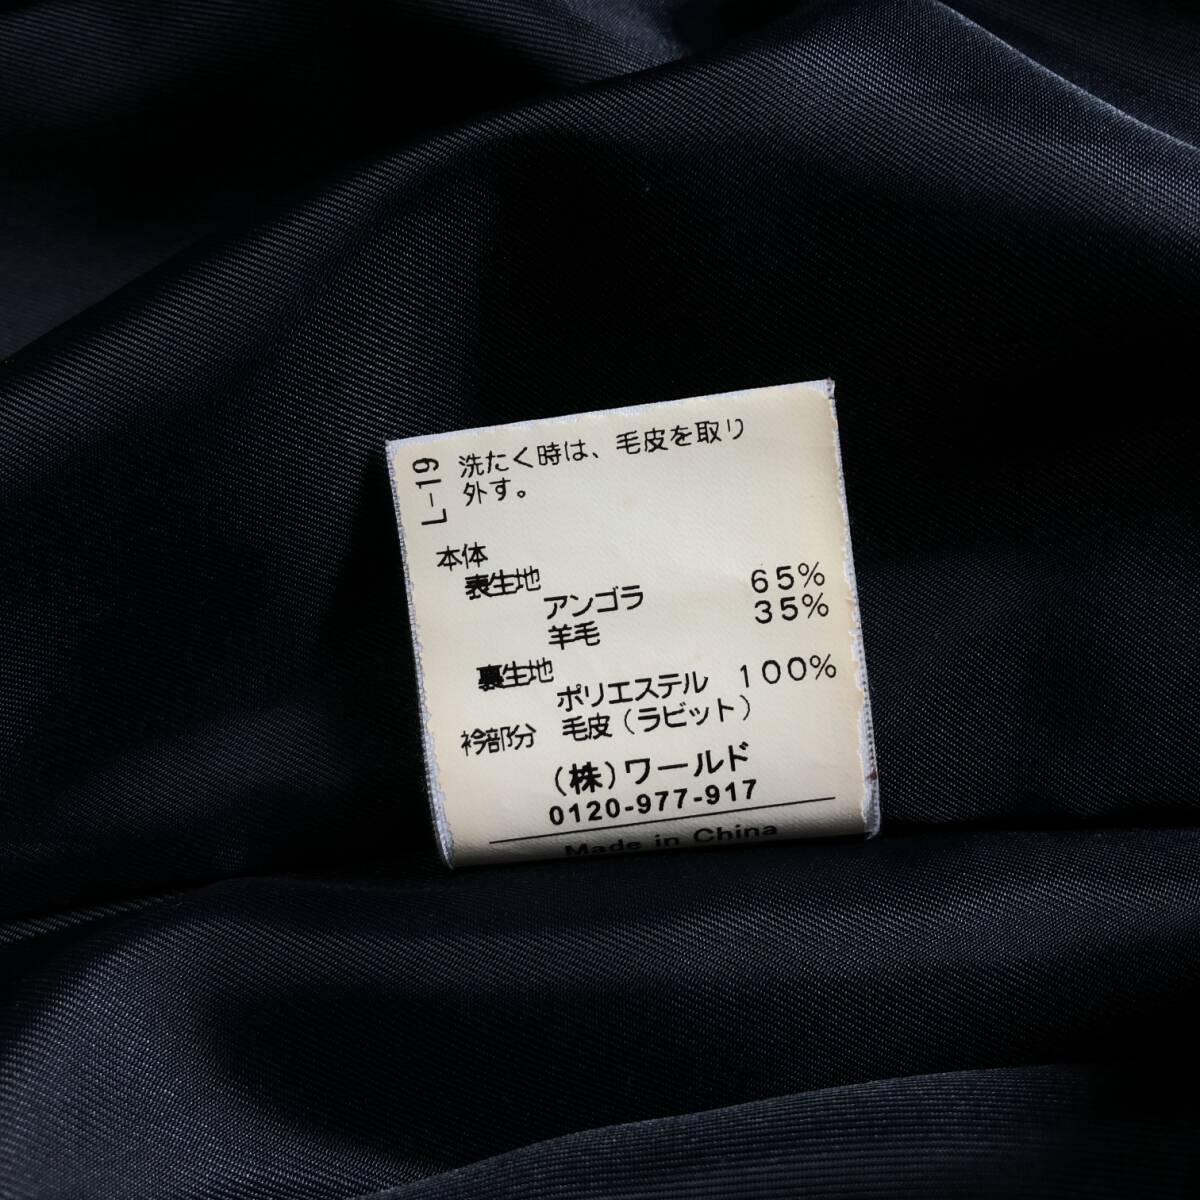 L-19
洗たく時は、毛皮を取り
外す。
本体
表生地
アンゴラ 65%
羊毛 35%
裏生地
ポリエステル 100%
衿部分 毛皮(ラビット)
(株)ワールド
0120-977-917
Made in China